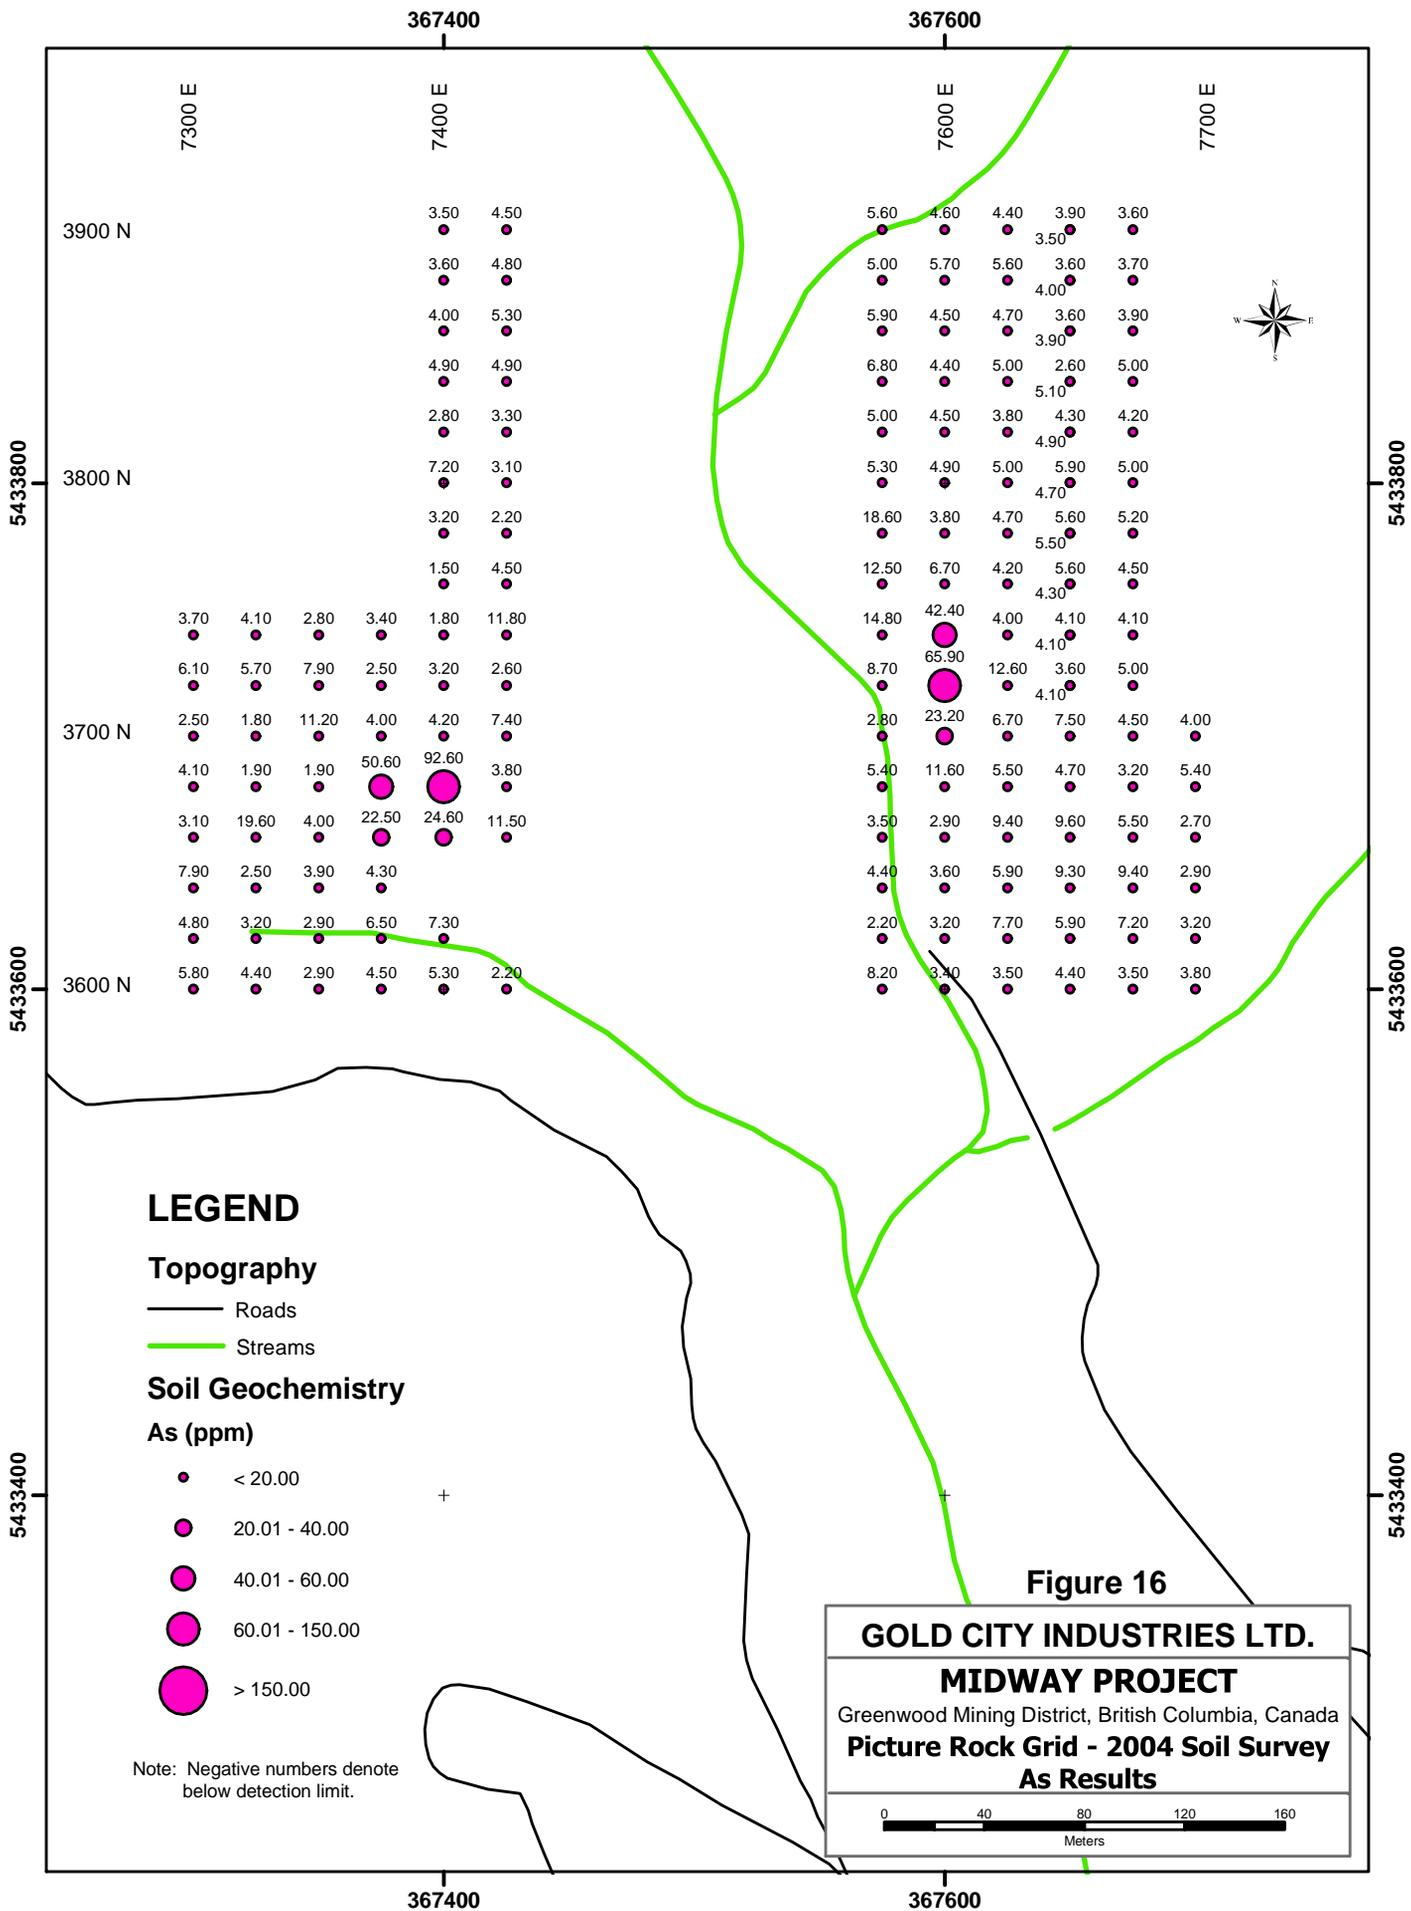 367400 367600
7300 E 7400 E 7600 E 7700 E
3.50 4.50 5.60 4.60 4.40 3.90 3.60
3900 N
3.50
3.60 4.80 5.00 5.70 5.60 3.60 3.70
4.00
4.00 5.30 5.90 4.50 4.70 3.60 3.90
3.90
N
W E
S
4.90 4.90 6.80 4.40 5.00 2.60 5.00
5.10
2.80 3.30 5.00 4.50 3.80 4.30 4.20
4.90
7.20 3.10 5.30 4.90 5.00 5.90 5.00
5433800 3800 N 5433800
4.70
3.20 2.20 18.60 3.80 4.70 5.60 5.20
5.50
1.50 4.50 12.50 6.70 4.20 5.60 4.50
4.30
3.70 4.10 2.80 3.40 1.80 11.80 14.80 42.40 4.00 4.10 4.10
4.10
6.10 5.70 7.90 2.50 3.20 2.60 8.70 65.90 12.60 3.60 5.00
4.10
2.50 1.80 11.20 4.00 4.20 7.40 2.80 23.20 6.70 7.50 4.50 4.00
3700 N
4.10 1.90 1.90 50.60 92.60 3.80 5.40 11.60 5.50 4.70 3.20 5.40
3.10 19.60 4.00 22.50 24.60 11.50 3.50 2.90 9.40 9.60 5.50 2.70
7.90 2.50 3.90 4.30 4.40 3.60 5.90 9.30 9.40 2.90
4.80 3.20 2.90 6.50 7.30 2.20 3.20 7.70 5.90 7.20 3.20
5.80 4.40 2.90 4.50 5.30 2.20 8.20 3.40 3.50 4.40 3.50 3.80
5433600 3600 N 5433600
LEGEND
Topography
Roads
Streams
Soil Geochemistry
As (ppm)
< 20.00
20.01 - 40.00
40.01 - 60.00
60.01 - 150.00
> 150.00
Note: Negative numbers denote
below detection limit.
5433400 5433400
Figure 16
GOLD CITY INDUSTRIES LTD.
MIDWAY PROJECT
Greenwood Mining District, British Columbia, Canada
Picture Rock Grid - 2004 Soil Survey
As Results
0 40 80 120 160
Meters
367400 367600